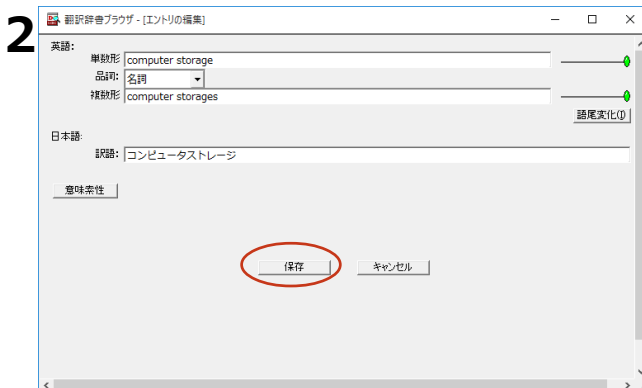 2
翻訳辞書ブラウザ - [エントリの編集]
英語:
単数形 computer storage
品詞: 名詞
複数形 computer storages
語尾変化(I)
日本語:
訳語: コンピュータストレージ
意味素性
保存 キャンセル